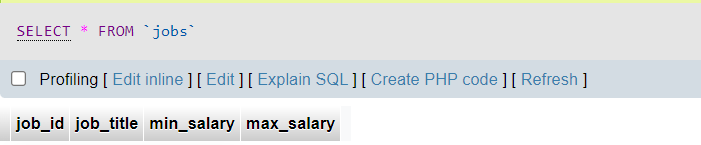 SELECT * FROM `jobs`
Profiling [ Edit inline ] [ Edit ] [ Explain SQL ] [ Create PHP code ] [ Refresh ]
job_id job_title min_salary max_salary